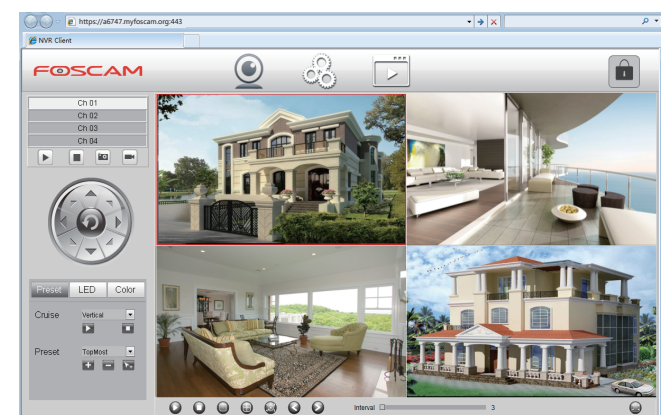 https://a6747.myfoscam.org:443
NVR Client
FOSCAM
Ch 01
Ch 02
Ch 03
Ch 04
Preset LED Color
Cruise Vertical
Preset TopMost
Interval 3